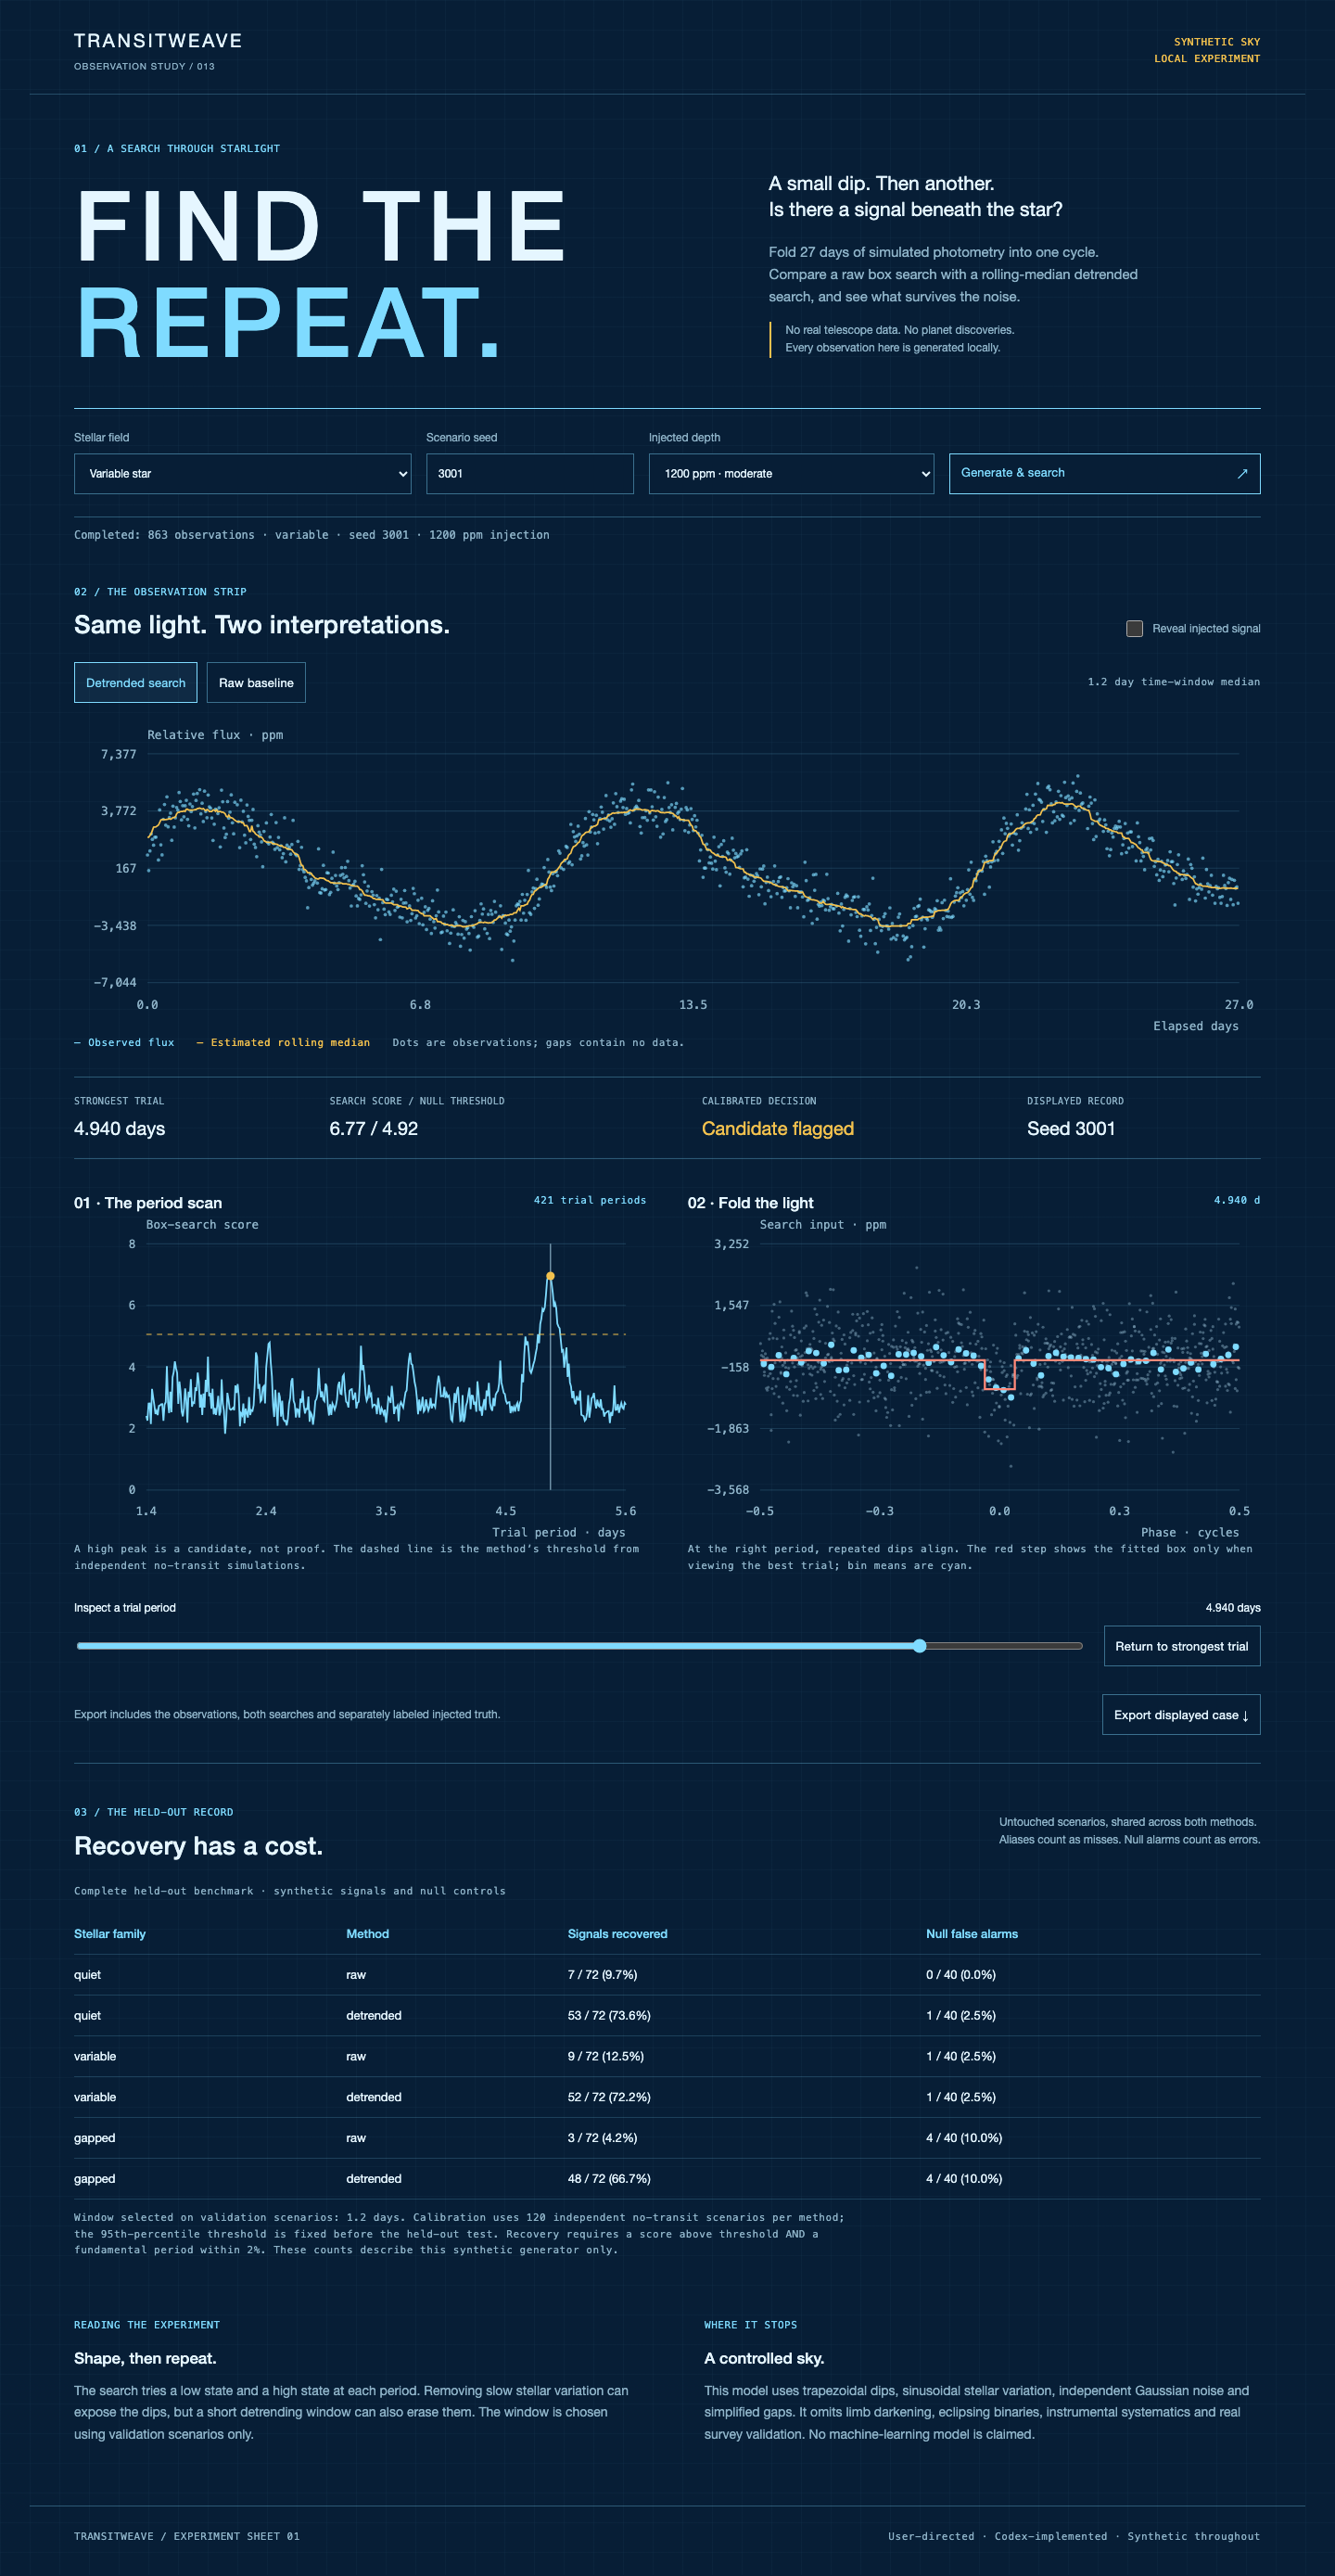 TRANSITWEAVE
OBSERVATION STUDY / 013
SYNTHETIC SKY
LOCAL EXPERIMENT
01 / A SEARCH THROUGH STARLIGHT
FIND THE
REPEAT.
A small dip. Then another.
Is there a signal beneath the star?
Fold 27 days of simulated photometry into one cycle.
Compare a raw box search with a rolling-median detrended
search, and see what survives the noise.
No real telescope data. No planet discoveries.
Every observation here is generated locally.
Stellar field
Scenario seed
Injected depth
Variable star
3001
1200 ppm · moderate
Generate & search ↗
Completed: 863 observations · variable · seed 3001 · 1200 ppm injection
02 / THE OBSERVATION STRIP
Same light. Two interpretations.
Reveal injected signal
Detrended search
Raw baseline
1.2 day time-window median
Relative flux · ppm
7,377
3,772
167
−3,438
−7,044
0.0 6.8 13.5 20.3 27.0
Elapsed days
— Observed flux — Estimated rolling median Dots are observations; gaps contain no data.
STRONGEST TRIAL
4.940 days
SEARCH SCORE / NULL THRESHOLD
6.77 / 4.92
CALIBRATED DECISION
Candidate flagged
DISPLAYED RECORD
Seed 3001
01 · The period scan
421 trial periods
Box-search score
8
6
4
2
0
1.4 2.4 3.5 4.5 5.6
Trial period · days
A high peak is a candidate, not proof. The dashed line is the method’s threshold from
independent no-transit simulations.
02 · Fold the light
4.940 d
Search input · ppm
3,252
1,547
−158
−1,863
−3,568
−0.5 −0.3 0.0 0.3 0.5
Phase · cycles
At the right period, repeated dips align. The red step shows the fitted box only when
viewing the best trial; bin means are cyan.
Inspect a trial period
4.940 days
Return to strongest trial
Export includes the observations, both searches and separately labeled injected truth.
Export displayed case ↓
03 / THE HELD-OUT RECORD
Recovery has a cost.
Untouched scenarios, shared across both methods.
Aliases count as misses. Null alarms count as errors.
Complete held-out benchmark · synthetic signals and null controls
Stellar family Method Signals recovered Null false alarms
quiet raw 7 / 72 (9.7%) 0 / 40 (0.0%)
quiet detrended 53 / 72 (73.6%) 1 / 40 (2.5%)
variable raw 9 / 72 (12.5%) 1 / 40 (2.5%)
variable detrended 52 / 72 (72.2%) 1 / 40 (2.5%)
gapped raw 3 / 72 (4.2%) 4 / 40 (10.0%)
gapped detrended 48 / 72 (66.7%) 4 / 40 (10.0%)
Window selected on validation scenarios: 1.2 days. Calibration uses 120 independent no-transit scenarios per method;
the 95th-percentile threshold is fixed before the held-out test. Recovery requires a score above threshold AND a
fundamental period within 2%. These counts describe this synthetic generator only.
READING THE EXPERIMENT
Shape, then repeat.
The search tries a low state and a high state at each period. Removing slow stellar variation can
expose the dips, but a short detrending window can also erase them. The window is chosen
using validation scenarios only.
WHERE IT STOPS
A controlled sky.
This model uses trapezoidal dips, sinusoidal stellar variation, independent Gaussian noise and
simplified gaps. It omits limb darkening, eclipsing binaries, instrumental systematics and real
survey validation. No machine-learning model is claimed.
TRANSITWEAVE / EXPERIMENT SHEET 01
User-directed · Codex-implemented · Synthetic throughout